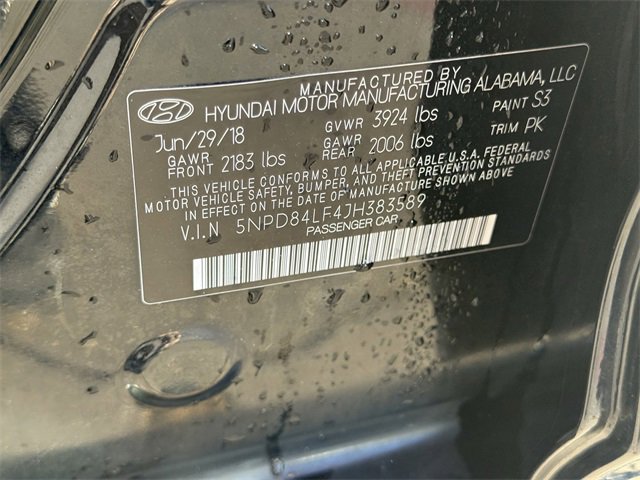 MANUFACTURED BY
HYUNDAI MOTOR MANUFACTURING ALABAMA, LLC
Jun/29/18 GVWR 3924 lbs PAINT S3
GAWR FRONT 2183 lbs GAWR REAR 2006 lbs TRIM PK
THIS VEHICLE CONFORMS TO ALL APPLICABLE U.S.A. FEDERAL
MOTOR VEHICLE SAFETY, BUMPER, AND THEFT PREVENTION STANDARDS
IN EFFECT ON THE DATE OF MANUFACTURE SHOWN ABOVE
V.I.N 5NPD84LF4JH383589
PASSENGER CAR